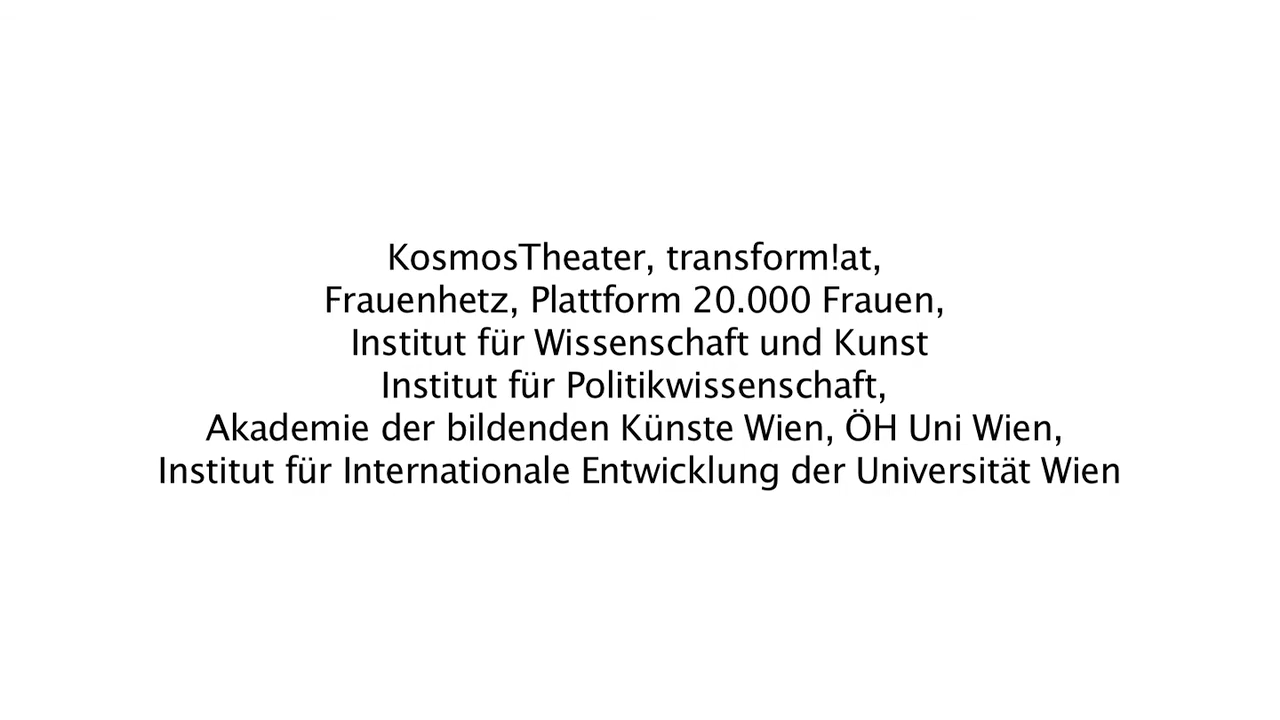 KosmosTheater, transform!at,
Frauenhetz, Plattform 20.000 Frauen,
Institut für Wissenschaft und Kunst
Institut für Politikwissenschaft,
Akademie der bildenden Künste Wien, ÖH Uni Wien,
Institut für Internationale Entwicklung der Universität Wien